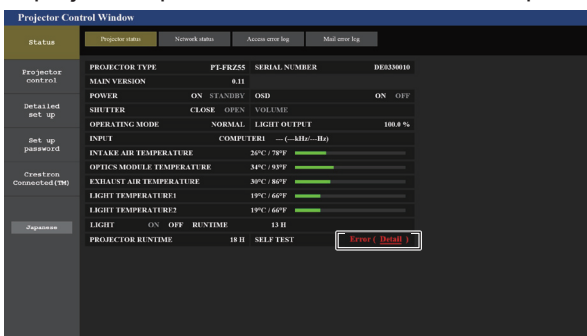 Projector Control Window
Status
Projector status Network status Access error log Mail error log
Projector control
Detailed set up
Set up password
Crestron Connected(TM)
Japanese
PROJECTOR TYPE PT-FRZ55 SERIAL NUMBER DE0330010
MAIN VERSION 0.11
POWER ON STANDBY OSD ON OFF
SHUTTER CLOSE OPEN VOLUME
OPERATING MODE NORMAL LIGHT OUTPUT 100.0 %
INPUT COMPUTER1 ---(---kHz/---Hz)
INTAKE AIR TEMPERATURE 26°C / 78°F
OPTICS MODULE TEMPERATURE 34°C / 93°F
EXHAUST AIR TEMPERATURE 30°C / 86°F
LIGHT TEMPERATURE1 19°C / 66°F
LIGHT TEMPERATURE2 19°C / 66°F
LIGHT ON OFF RUNTIME 13 H
PROJECTOR RUNTIME 18 H SELF TEST Error ( Detail )